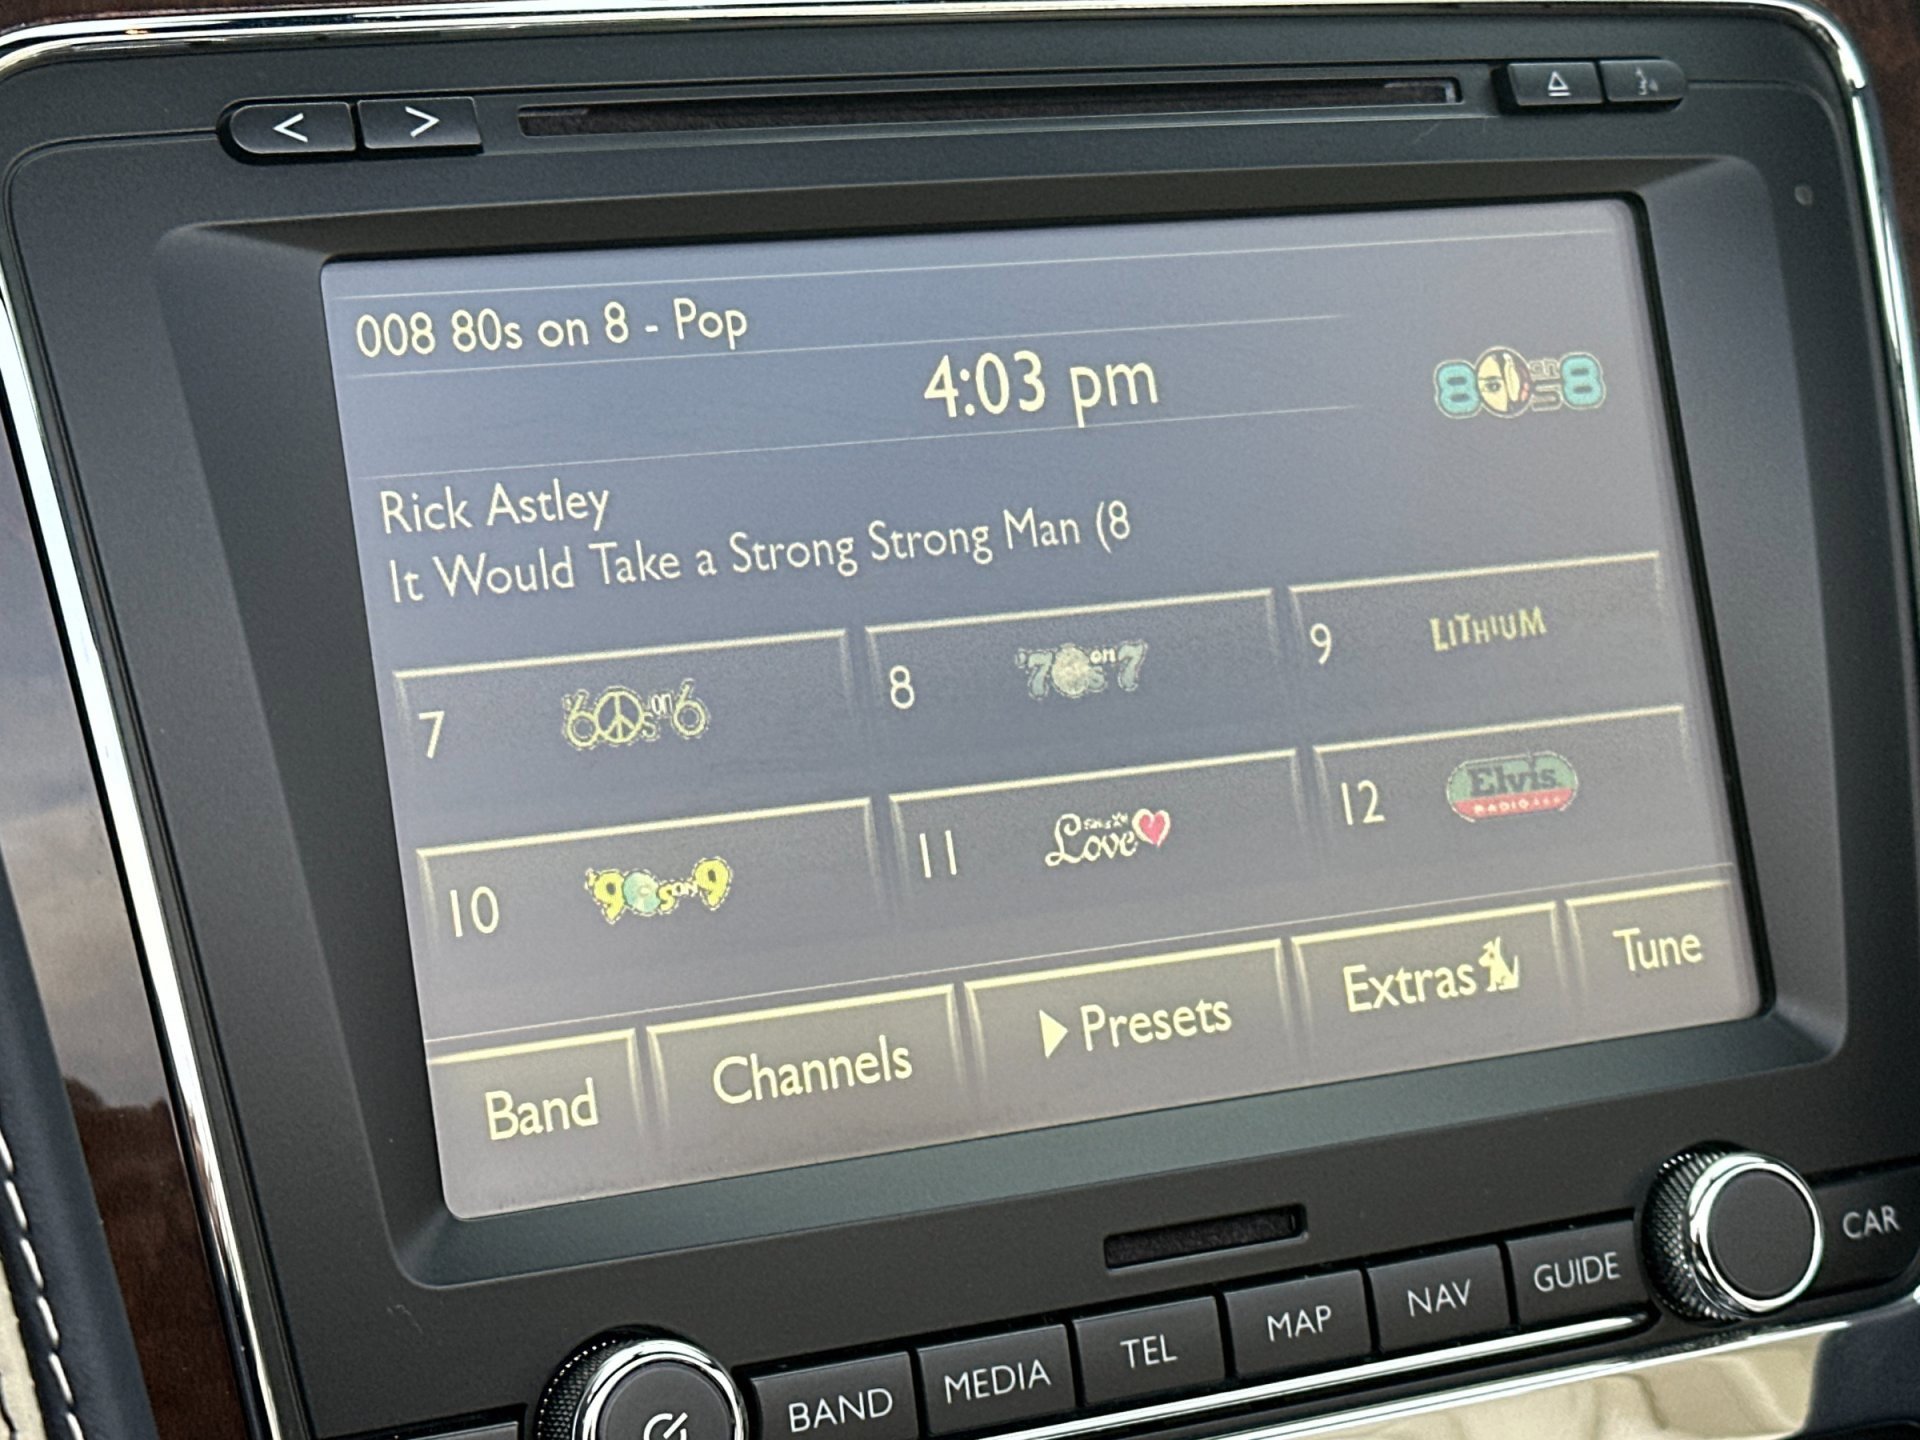 < >
008 80s on 8 - Pop
4:03 pm
80s on 8
Rick Astley
It Would Take a Strong Strong Man (8
7 '60s on 6
8 '70s on 7
9 LITHIUM
10 '90s on 9
11 Love
12 Elvis
RADIO
Band Channels Presets Extras Tune
CAR
BAND MEDIA TEL MAP NAV GUIDE